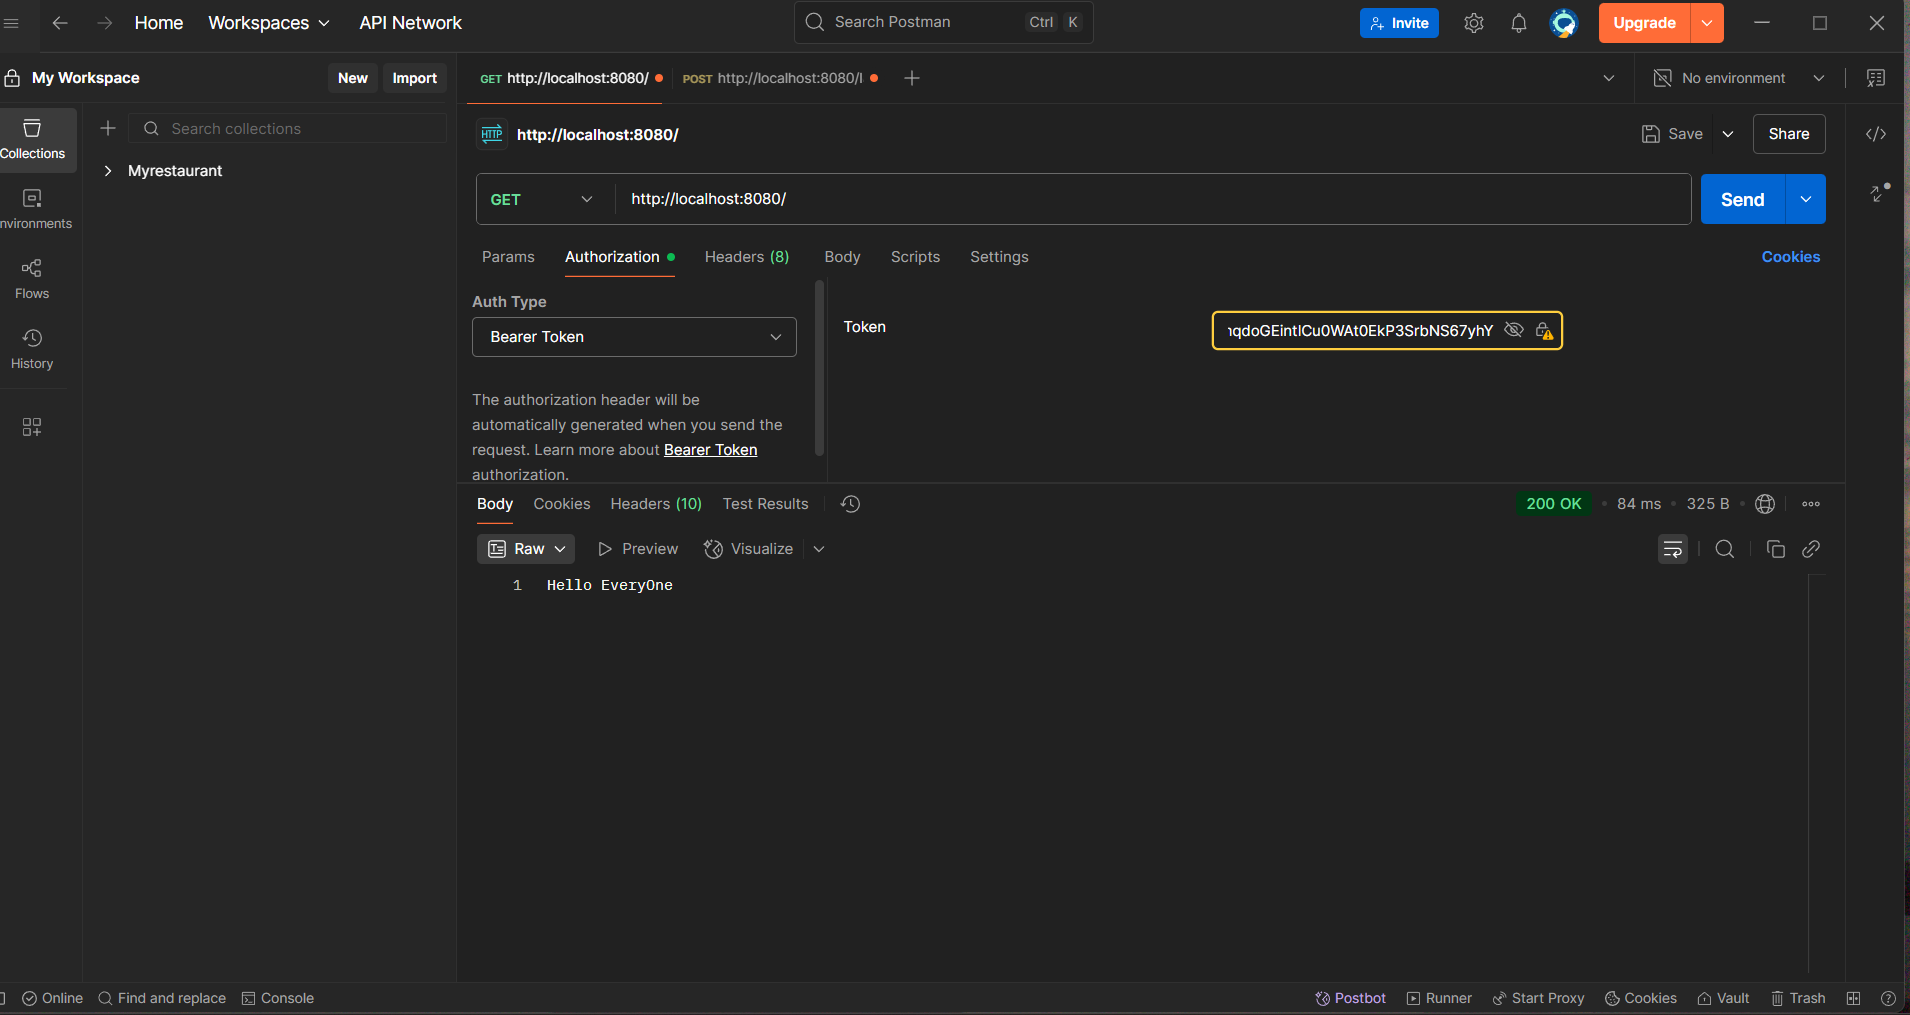 Home Workspaces API Network Search Postman Ctrl K Invite Upgrade
My Workspace New Import GET http://localhost:8080/ POST http://localhost:8080/l No environment
Collections
Search collections
http://localhost:8080/ Save Share
Myrestaurant
nvironments
GET http://localhost:8080/ Send
Params Authorization Headers (8) Body Scripts Settings Cookies
Flows
Auth Type
Bearer Token
Token
qdoGEintlCu0WAt0EkP3SrbNS67yhY
History
The authorization header will be
automatically generated when you send the
request. Learn more about Bearer Token
authorization.
Body Cookies Headers (10) Test Results 200 OK • 84 ms • 325 B
Raw Preview Visualize
1 Hello EveryOne
Online Find and replace Console Postbot Runner Start Proxy Cookies Vault Trash